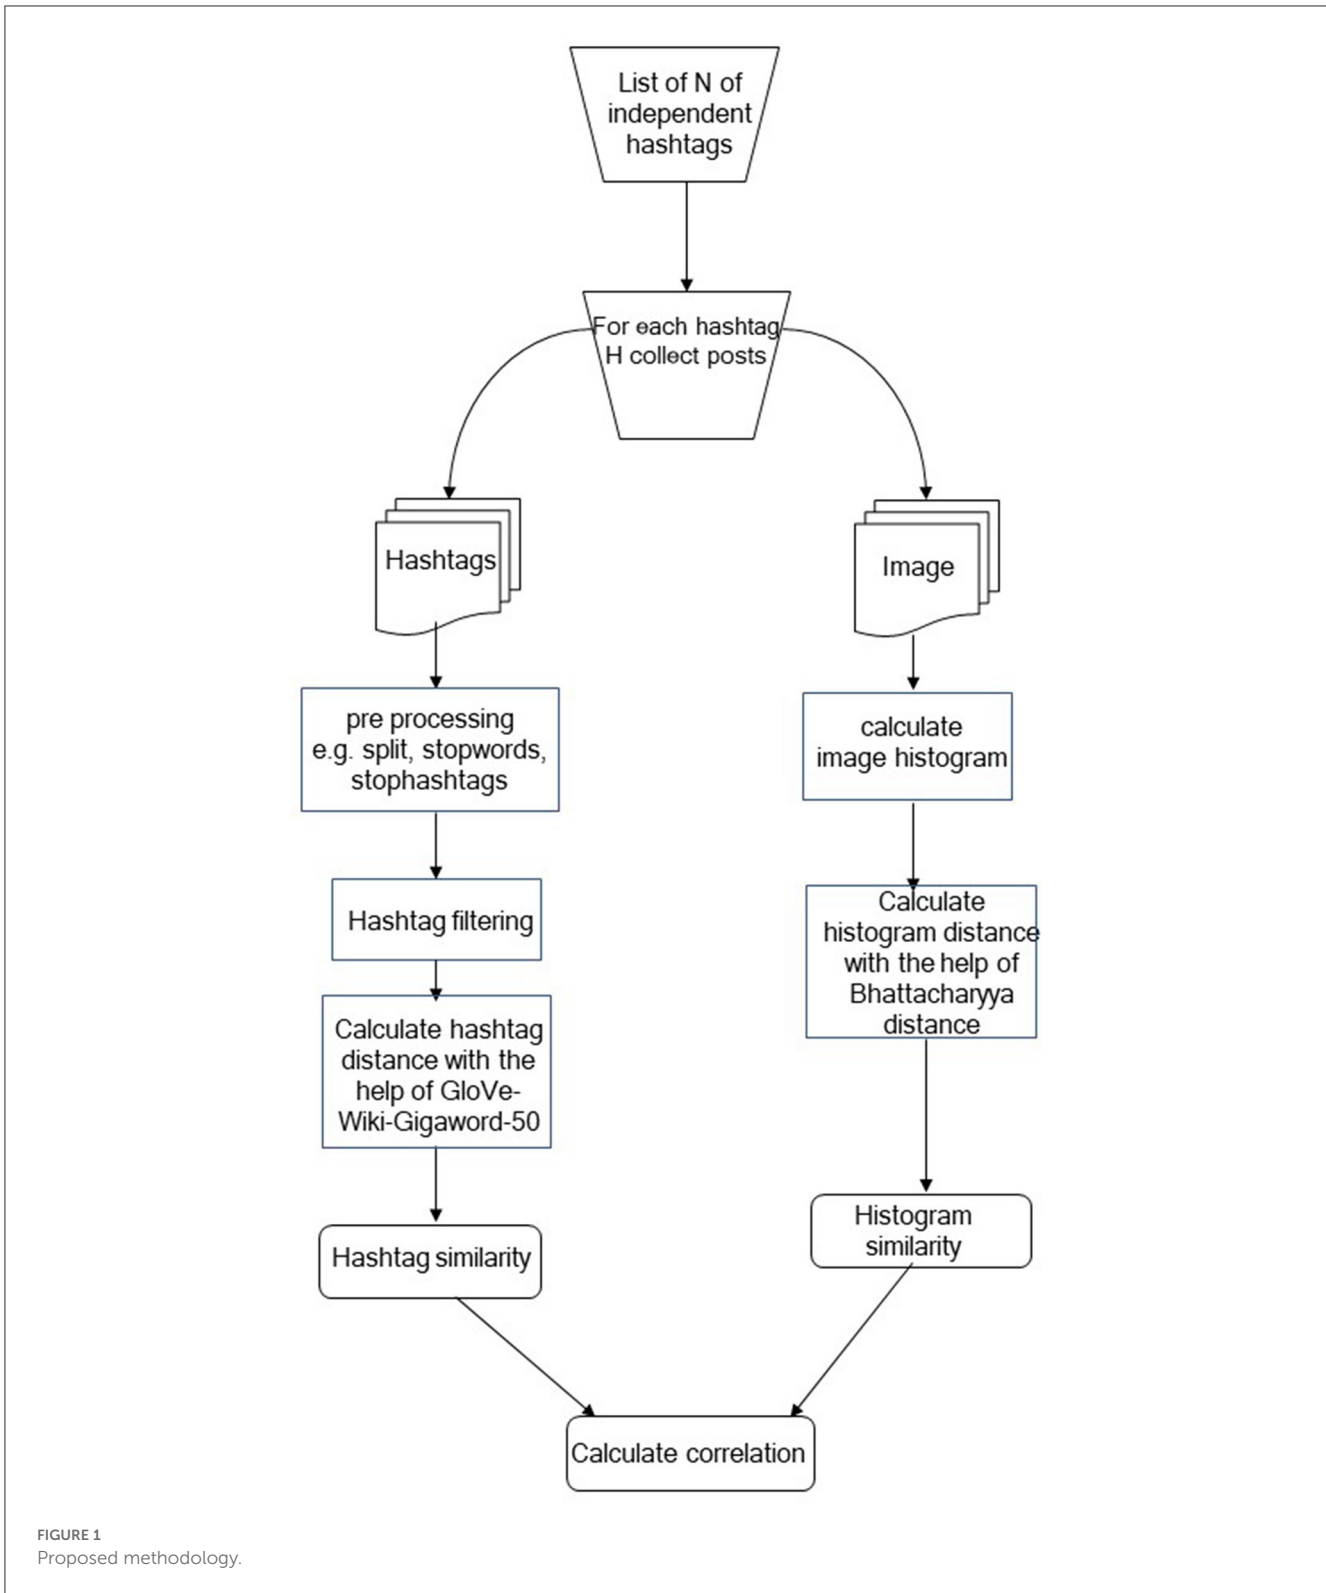 List of N of
independent
hashtags
For each hashtag
H collect posts
Hashtags
Image
pre processing
e.g. split, stopwords,
stophashtags
calculate
image histogram
Hashtag filtering
Calculate
histogram distance
with the help of
Bhattacharyya
distance
Calculate hashtag
distance with the
help of GloVe-
Wiki-Gigaword-50
Histogram
similarity
Hashtag similarity
Calculate correlation
FIGURE 1
Proposed methodology.